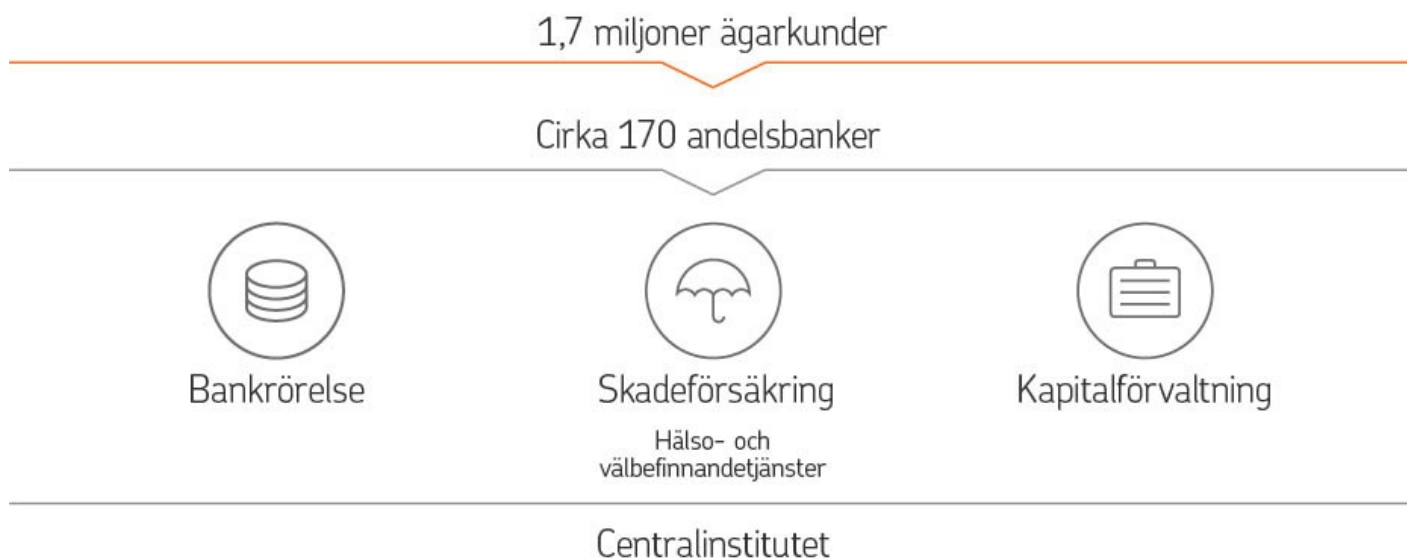 1,7 miljoner ägarkunder
Cirka 170 andelsbanker
Bankrörelse
Skadeförsäkring
Kapitalförvaltning
Hälso- och
välbefinnandetjänster
Centralinstitutet